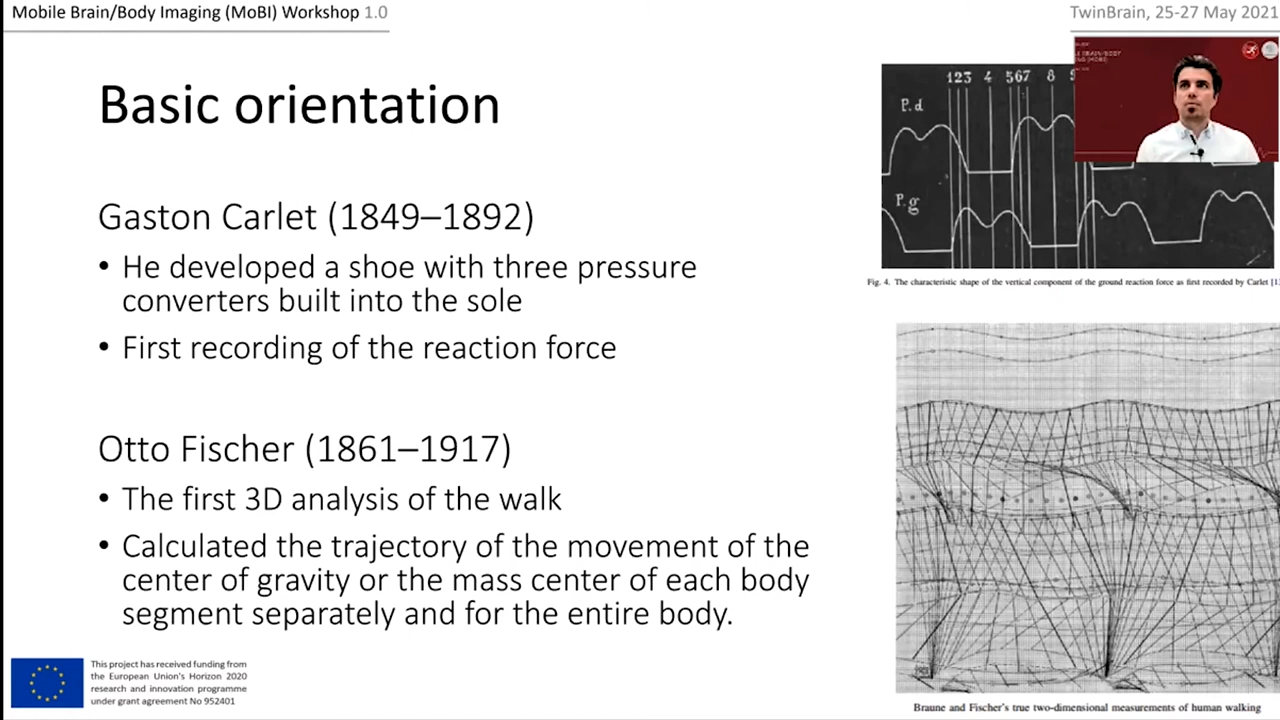 Mobile Brain/Body Imaging (MoBI) Workshop 1.0
TwinBrain, 25-27 May 2021
Basic orientation
Gaston Carlet (1849–1892)
• He developed a shoe with three pressure
converters built into the sole
• First recording of the reaction force
Otto Fischer (1861–1917)
• The first 3D analysis of the walk
• Calculated the trajectory of the movement of the
center of gravity or the mass center of each body
segment separately and for the entire body.
123 4 567 8
P.d
P.g
Fig. 4. The characteristic shape of the vertical component of the ground reaction force as first recorded by Carlet
Braune and Fischer's true two-dimensional measurements of human walking
This project has received funding from
the European Union's Horizon 2020
research and innovation programme
under grant agreement No 952401